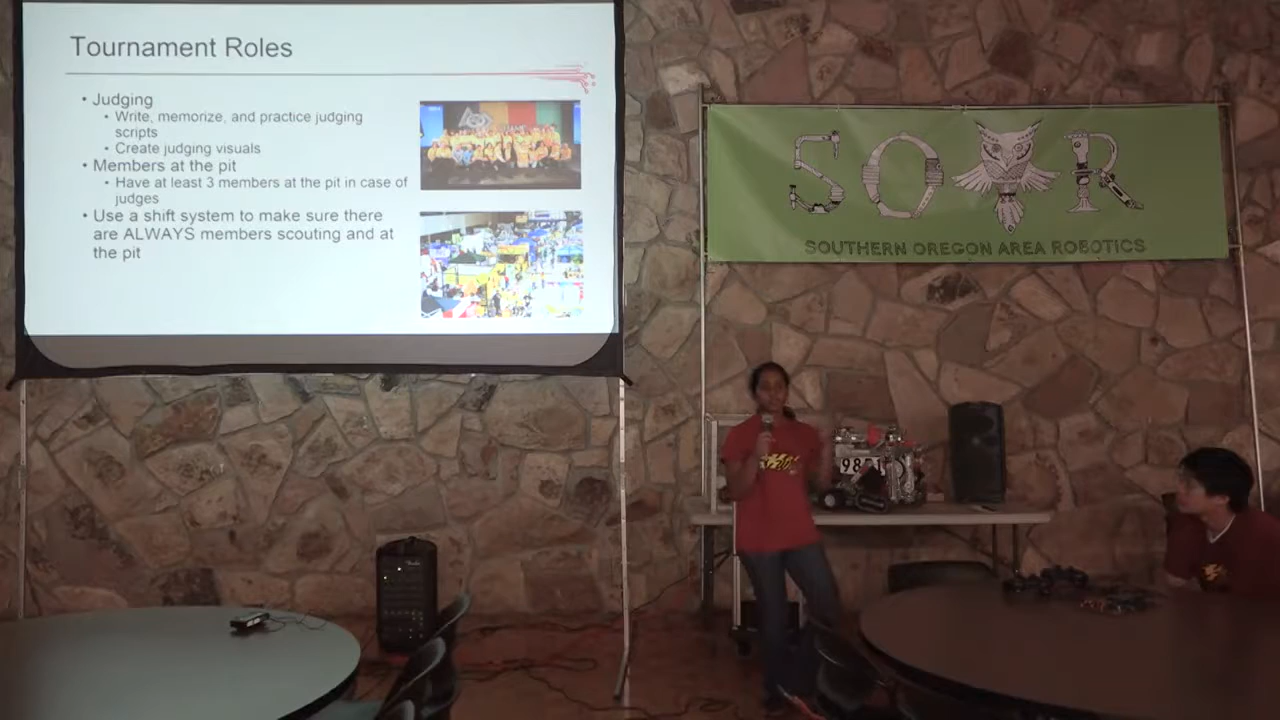 Tournament Roles
• Judging
• Write, memorize, and practice judging
scripts
• Create judging visuals
• Members at the pit
• Have at least 3 members at the pit in case of
judges
• Use a shift system to make sure there
are ALWAYS members scouting and at
the pit
SOAR
SOUTHERN OREGON AREA ROBOTICS
Fender